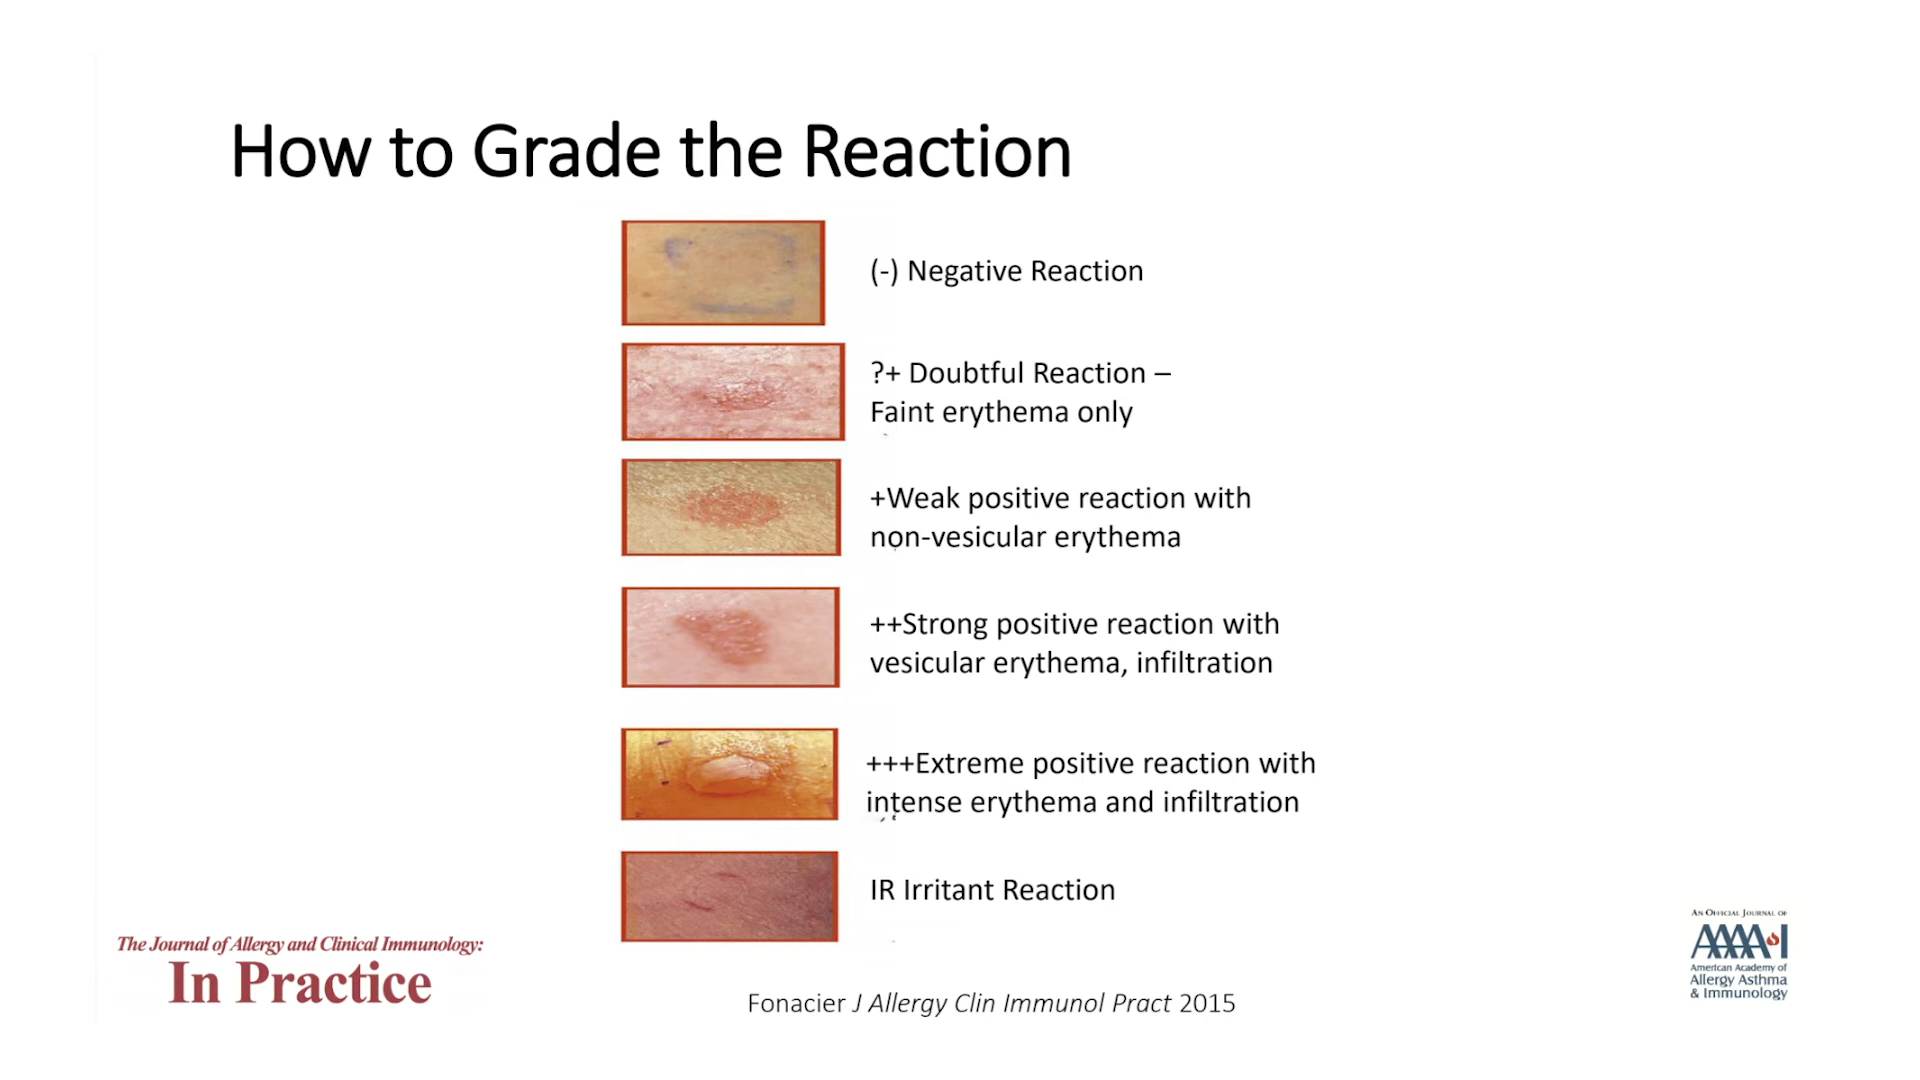 How to Grade the Reaction
(-) Negative Reaction
?+ Doubtful Reaction –
Faint erythema only
+Weak positive reaction with
non-vesicular erythema
++Strong positive reaction with
vesicular erythema, infiltration
+++Extreme positive reaction with
intense erythema and infiltration
IR Irritant Reaction
The Journal of Allergy and Clinical Immunology:
In Practice
Fonacier J Allergy Clin Immunol Pract 2015
AN OFFICIAL JOURNAL OF
AAAAI
American Academy of
Allergy Asthma
& Immunology